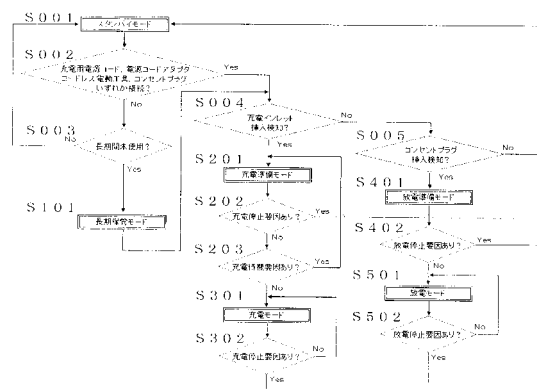 S001
スタンバイモード
S002
充電用電源コード、電源コードアダプタ
コードレス電動工具、コンセントプラグ
いずれか接続?
Yes
No
S003
長期間未使用?
No
Yes
S101
長期保管モード
S004
充電インレット
挿入検知?
No
Yes
S005
コンセントプラグ
挿入検知?
No
Yes
S201
充電準備モード
S202
充電停止要因あり?
Yes
No
S203
充電待機要因あり?
Yes
No
S301
充電モード
S302
充電停止要因あり?
No
Yes
S401
放電準備モード
S402
放電停止要因あり?
Yes
No
S501
放電モード
S502
放電停止要因あり?
No
Yes